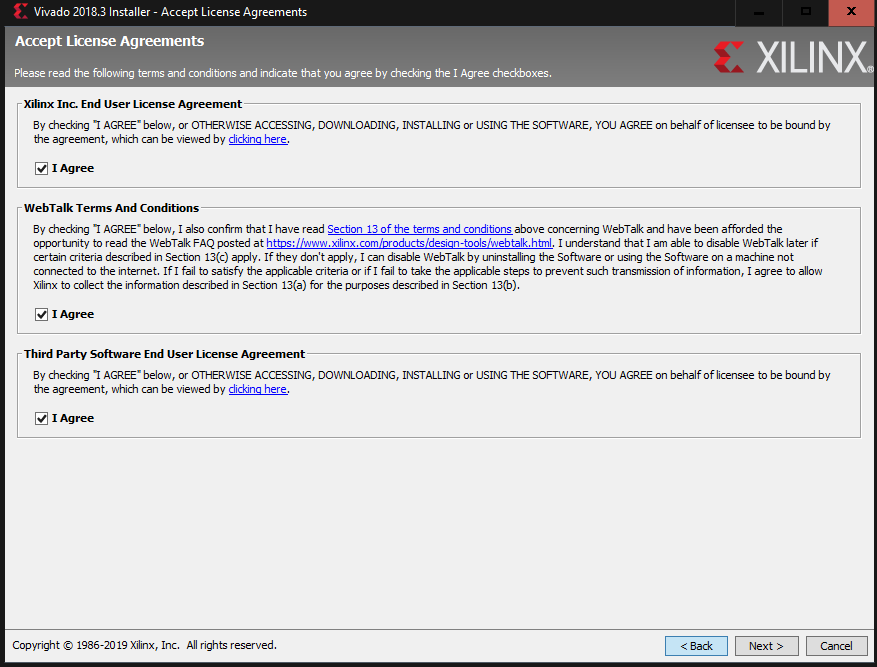 Vivado 2018.3 Installer - Accept License Agreements
Accept License Agreements
Please read the following terms and conditions and indicate that you agree by checking the I Agree checkboxes.
XILINX®
Xilinx Inc. End User License Agreement
By checking "I AGREE" below, or OTHERWISE ACCESSING, DOWNLOADING, INSTALLING or USING THE SOFTWARE, YOU AGREE on behalf of licensee to be bound by
the agreement, which can be viewed by clicking here.
I Agree
WebTalk Terms And Conditions
By checking "I AGREE" below, I also confirm that I have read Section 13 of the terms and conditions above concerning WebTalk and have been afforded the
opportunity to read the WebTalk FAQ posted at https://www.xilinx.com/products/design-tools/webtalk.html. I understand that I am able to disable WebTalk later if
certain criteria described in Section 13(c) apply. If they don't apply, I can disable WebTalk by uninstalling the Software or using the Software on a machine not
connected to the internet. If I fail to satisfy the applicable criteria or if I fail to take the applicable steps to prevent such transmission of information, I agree to allow
Xilinx to collect the information described in Section 13(a) for the purposes described in Section 13(b).
I Agree
Third Party Software End User License Agreement
By checking "I AGREE" below, or OTHERWISE ACCESSING, DOWNLOADING, INSTALLING or USING THE SOFTWARE, YOU AGREE on behalf of licensee to be bound by
the agreement, which can be viewed by clicking here.
I Agree
Copyright © 1986-2019 Xilinx, Inc. All rights reserved.
< Back
Next >
Cancel